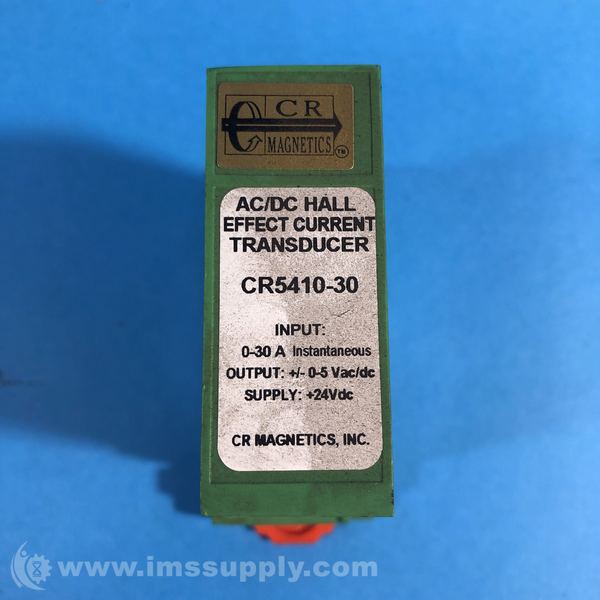 CR
MAGNETICS
TM
AC/DC HALL
EFFECT CURRENT
TRANSDUCER
CR5410-30
INPUT:
0-30 A Instantaneous
OUTPUT: +/- 0-5 Vac/dc
SUPPLY: +24Vdc
CR MAGNETICS, INC.
www.imssupply.com